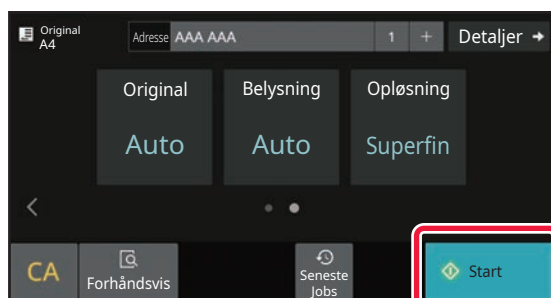 Original
A4
Adresse AAA AAA 1 + Detaljer
Original
Auto
Belysning
Auto
Opløsning
Superfin
CA
Forhåndsvis
Seneste
Jobs
Start